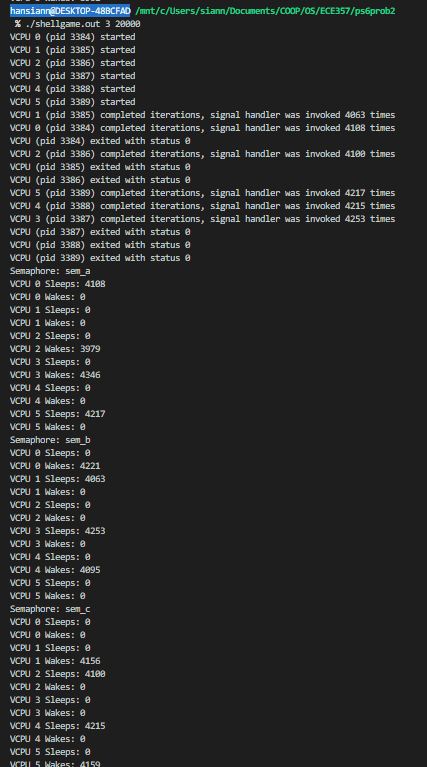 hansiann@DESKTOP-48BCFAD /mnt/c/Users/siann/Documents/COOP/OS/ECE357/ps6prob2
% ./shellgame.out 3 20000
VCPU 0 (pid 3384) started
VCPU 1 (pid 3385) started
VCPU 2 (pid 3386) started
VCPU 3 (pid 3387) started
VCPU 4 (pid 3388) started
VCPU 5 (pid 3389) started
VCPU 1 (pid 3385) completed iterations, signal handler was invoked 4063 times
VCPU 0 (pid 3384) completed iterations, signal handler was invoked 4108 times
VCPU (pid 3384) exited with status 0
VCPU 2 (pid 3386) completed iterations, signal handler was invoked 4100 times
VCPU (pid 3385) exited with status 0
VCPU (pid 3386) exited with status 0
VCPU 5 (pid 3389) completed iterations, signal handler was invoked 4217 times
VCPU 4 (pid 3388) completed iterations, signal handler was invoked 4215 times
VCPU 3 (pid 3387) completed iterations, signal handler was invoked 4253 times
VCPU (pid 3387) exited with status 0
VCPU (pid 3388) exited with status 0
VCPU (pid 3389) exited with status 0
Semaphore: sem_a
VCPU 0 Sleeps: 4108
VCPU 0 Wakes: 0
VCPU 1 Sleeps: 0
VCPU 1 Wakes: 0
VCPU 2 Sleeps: 0
VCPU 2 Wakes: 3979
VCPU 3 Sleeps: 0
VCPU 3 Wakes: 4346
VCPU 4 Sleeps: 0
VCPU 4 Wakes: 0
VCPU 5 Sleeps: 4217
VCPU 5 Wakes: 0
Semaphore: sem_b
VCPU 0 Sleeps: 0
VCPU 0 Wakes: 4221
VCPU 1 Sleeps: 4063
VCPU 1 Wakes: 0
VCPU 2 Sleeps: 0
VCPU 2 Wakes: 0
VCPU 3 Sleeps: 4253
VCPU 3 Wakes: 0
VCPU 4 Sleeps: 0
VCPU 4 Wakes: 4095
VCPU 5 Sleeps: 0
VCPU 5 Wakes: 0
Semaphore: sem_c
VCPU 0 Sleeps: 0
VCPU 0 Wakes: 0
VCPU 1 Sleeps: 0
VCPU 1 Wakes: 4156
VCPU 2 Sleeps: 4100
VCPU 2 Wakes: 0
VCPU 3 Sleeps: 0
VCPU 3 Wakes: 0
VCPU 4 Sleeps: 4215
VCPU 4 Wakes: 0
VCPU 5 Sleeps: 0
VCPU 5 Wakes: 4159